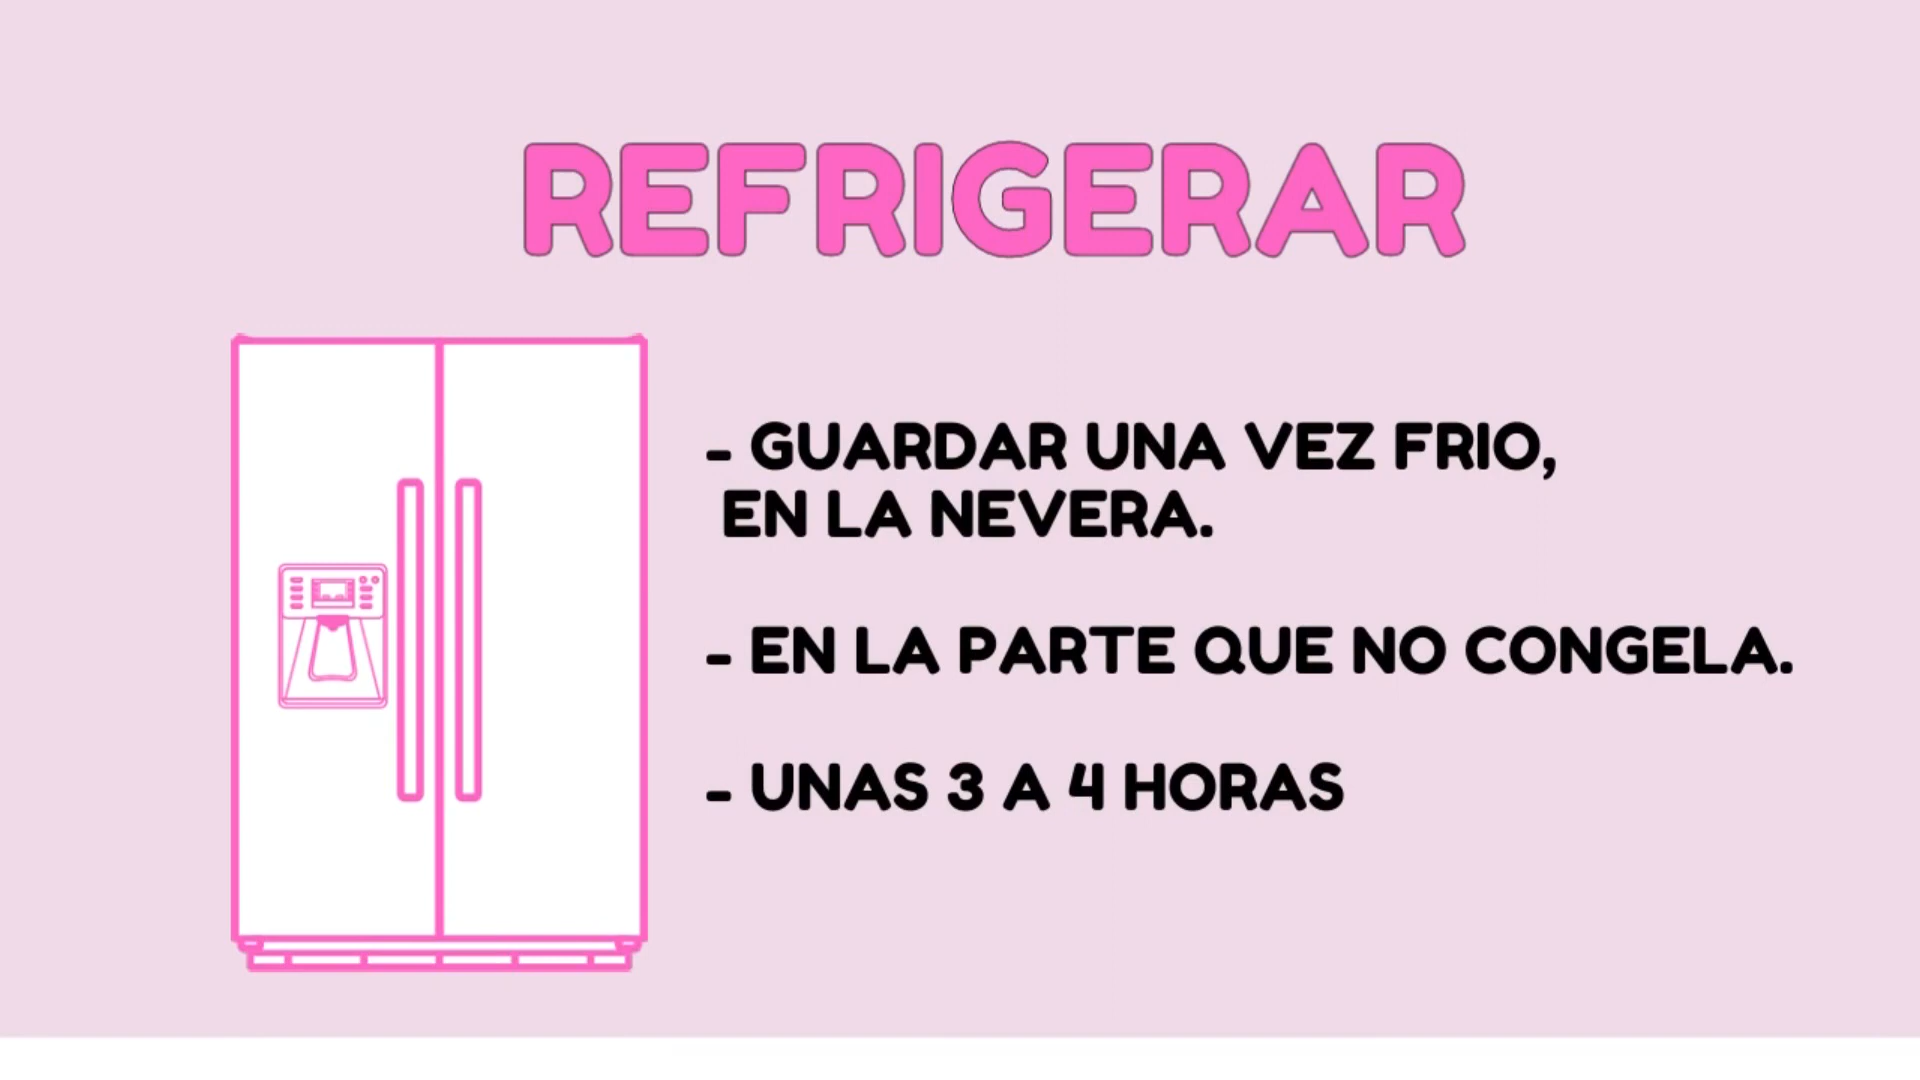 REFRIGERAR
- GUARDAR UNA VEZ FRIO,
EN LA NEVERA.
- EN LA PARTE QUE NO CONGELA.
- UNAS 3 A 4 HORAS